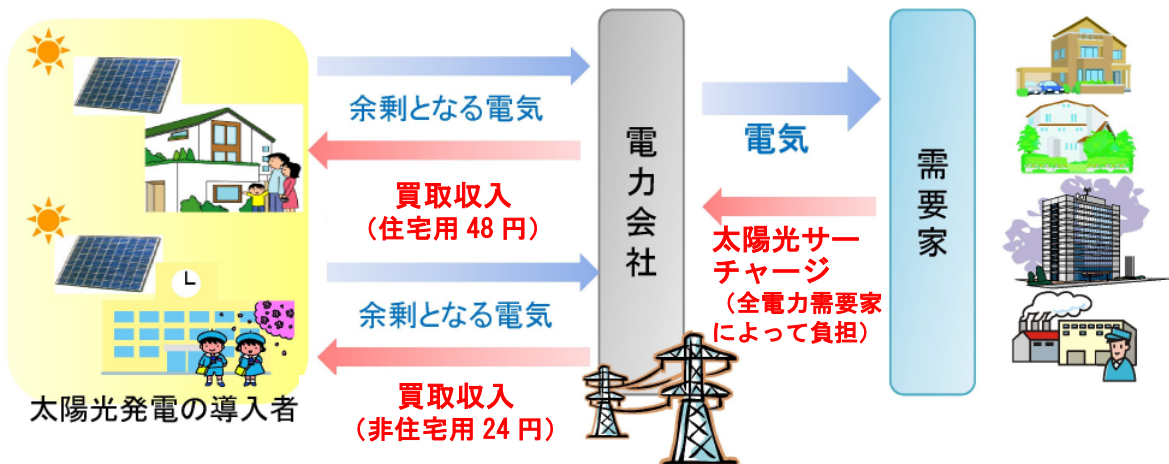 余剰となる電気
買取収入
（住宅用 48 円）
余剰となる電気
買取収入
（非住宅用 24 円）
太陽光発電の導入者
電力会社
電気
太陽光サー
チャージ
（全電力需要家
によって負担）
需要家